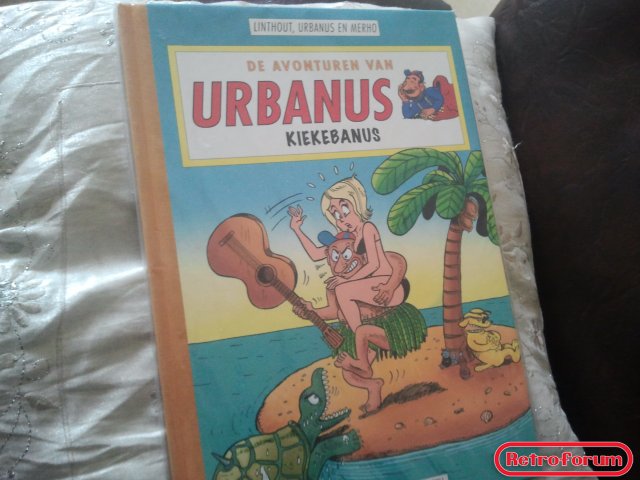 LINTHOUT, URBANUS EN MERHO
DE AVONTUREN VAN
URBANUS
KIEKEBANUS
RetroForum